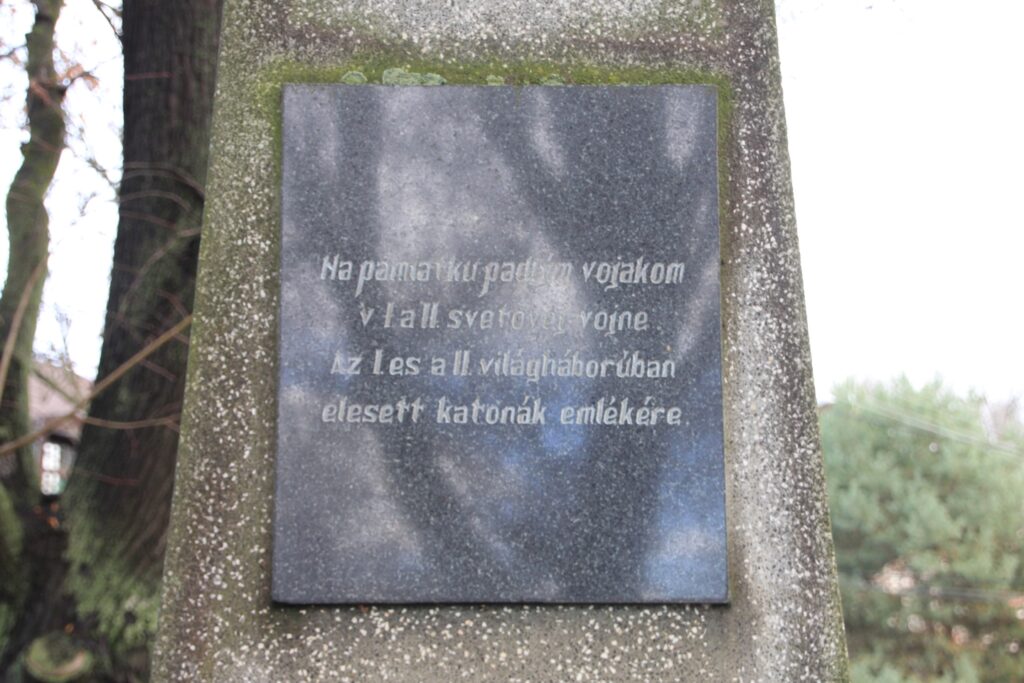 Na pamiatku padlým vojakom
v I a II. svetovej vojne.
Az I. es a II. világháborúban
elesett katonák emlékére.